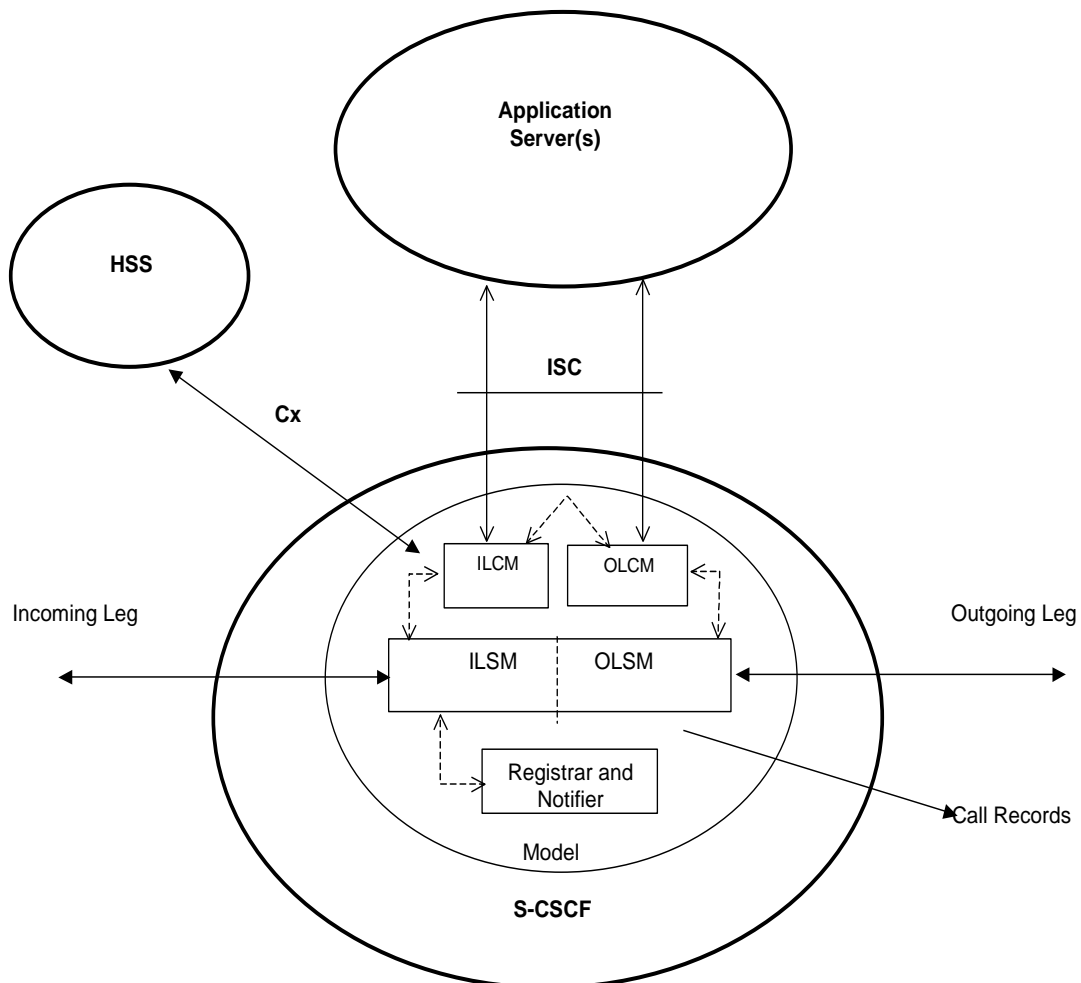 Application
Server(s)
HSS
ISC
Cx
ILCM
OLCM
Incoming Leg
Outgoing Leg
ILSM
OLSM
Registrar and
Notifier
Call Records
Model
S-CSCF